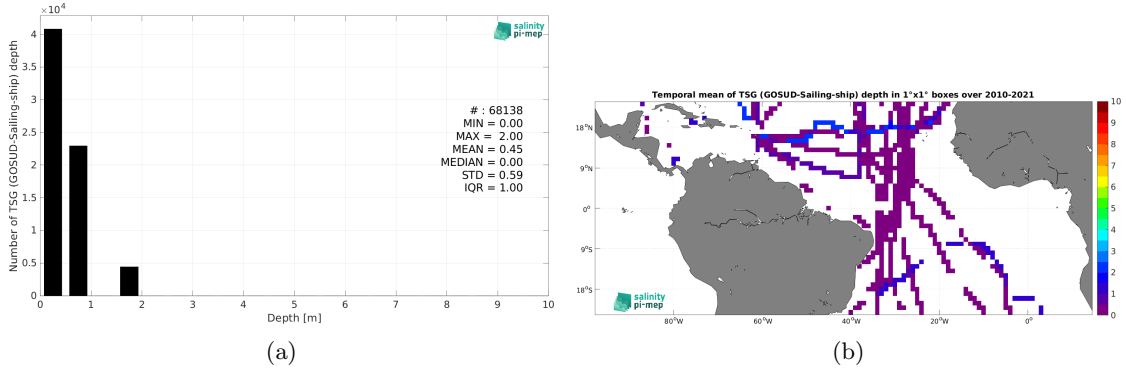 ×10⁴
4
3.5
3
2.5
2
1.5
1
0.5
0
Number of TSG (GOSUD-Sailing-ship) depth
salinity
pi-mep
# : 68138
MIN = 0.00
MAX = 2.00
MEAN = 0.45
MEDIAN = 0.00
STD = 0.59
IQR = 1.00
0 1 2 3 4 5 6 7 8 9 10
Depth [m]
(a)
Temporal mean of TSG (GOSUD-Sailing-ship) depth in 1°x1° boxes over 2010-2021
18°N
9°N
0°
9°S
18°S
salinity
pi-mep
80°W 60°W 40°W 20°W 0°
10
9
8
7
6
5
4
3
2
1
0
(b)